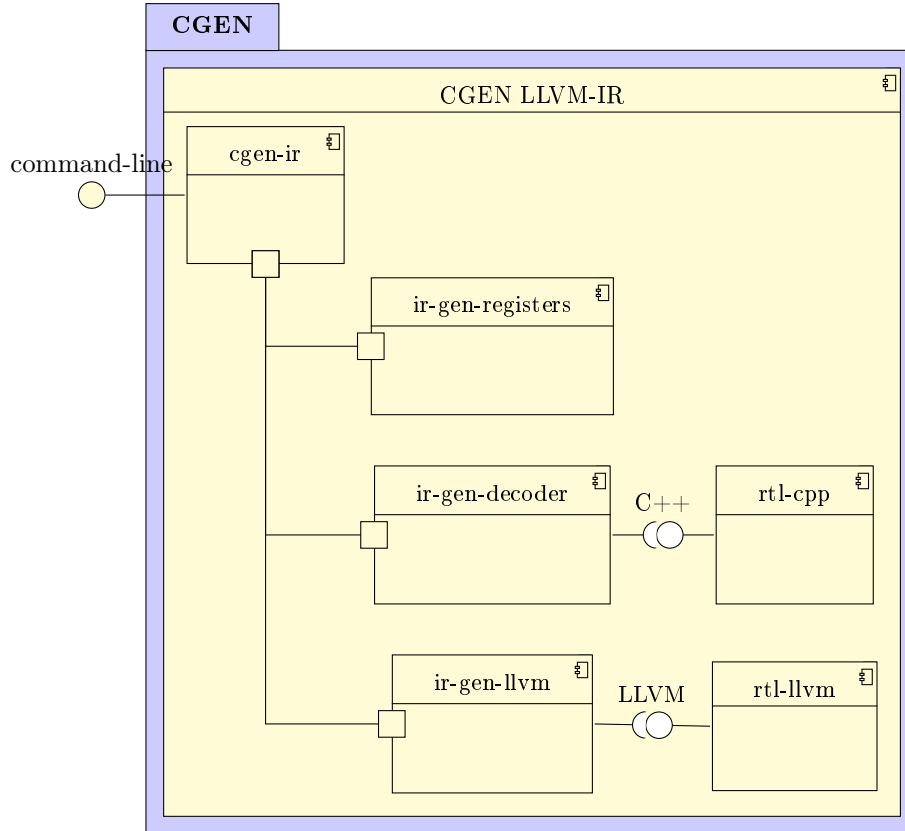 CGEN
CGEN LLVM-IR
cgen-ir
command-line
ir-gen-registers
ir-gen-decoder
C++
rtl-cpp
ir-gen-llvm
LLVM
rtl-llvm